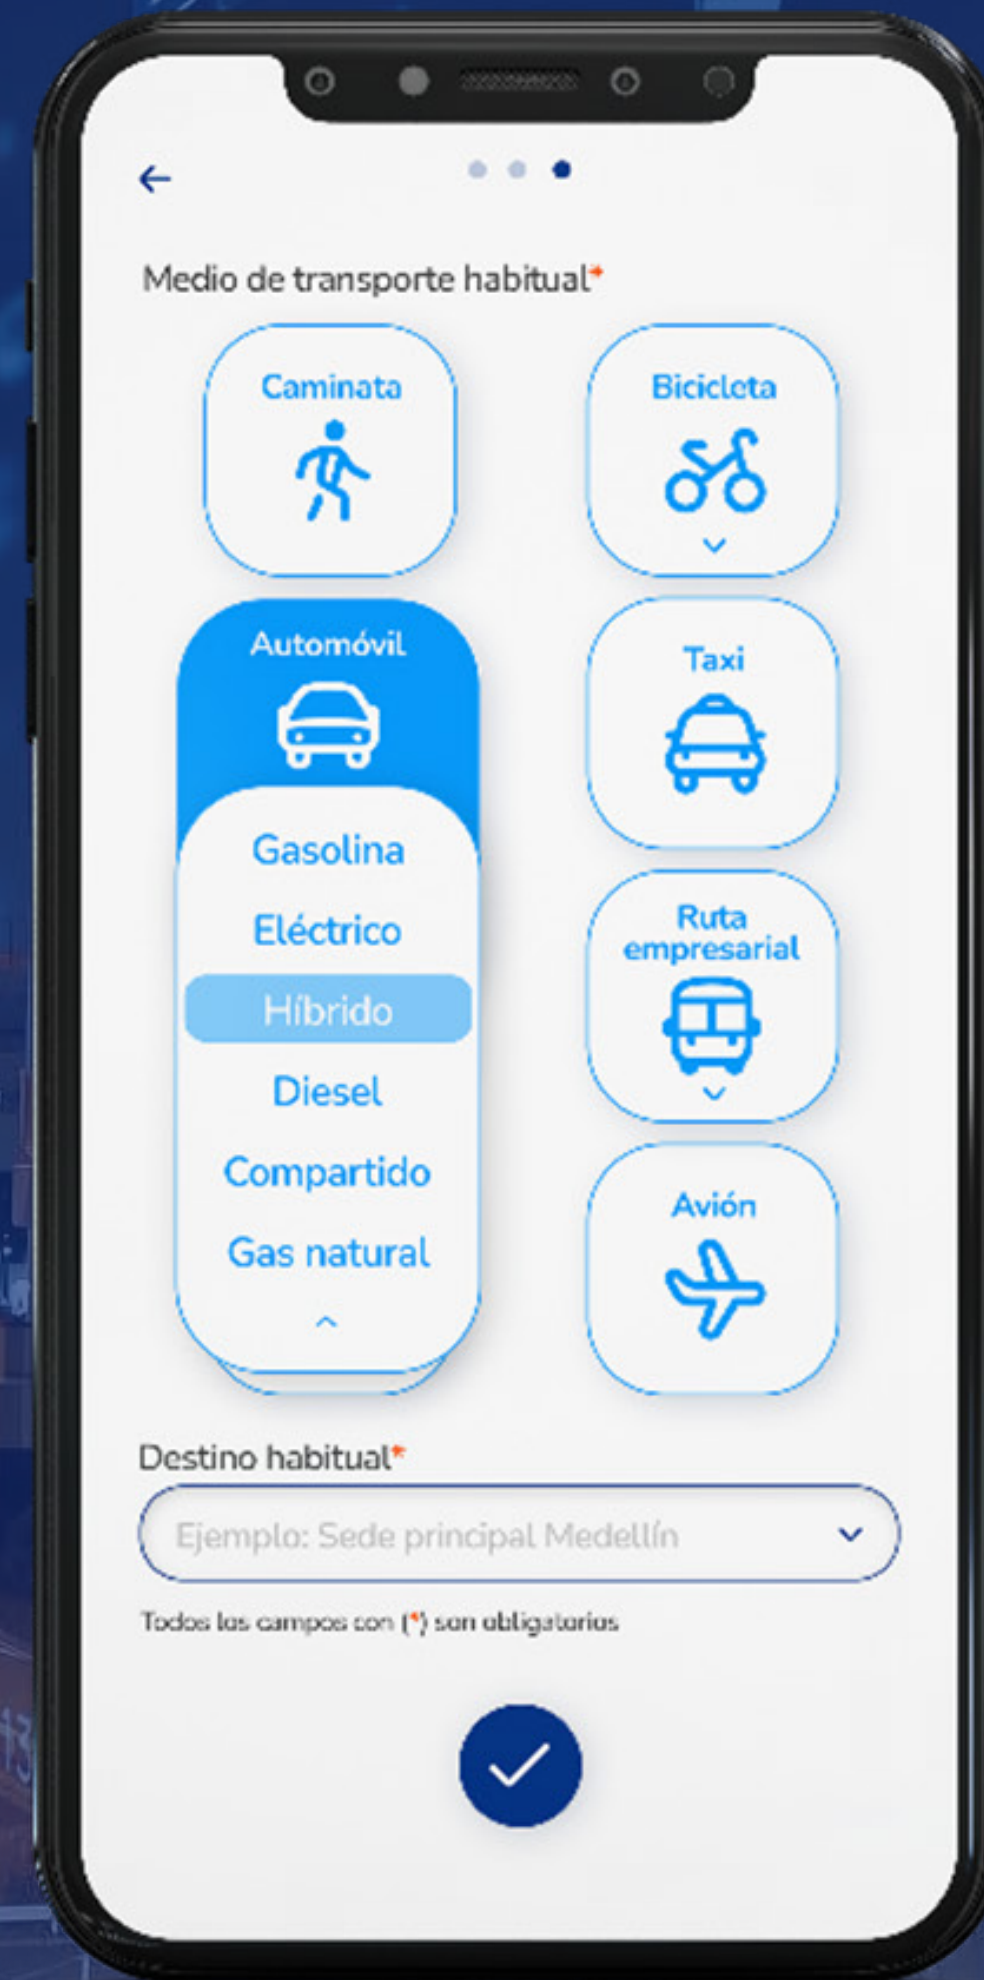 Medio de transporte habitual*
Caminata
Bicicleta
Automóvil
Gasolina
Eléctrico
Híbrido
Diesel
Compartido
Gas natural
Taxi
Ruta
empresarial
Avión
Destino habitual*
Ejemplo: Sede principal Medellín
Todos los campos con (*) son obligatorios